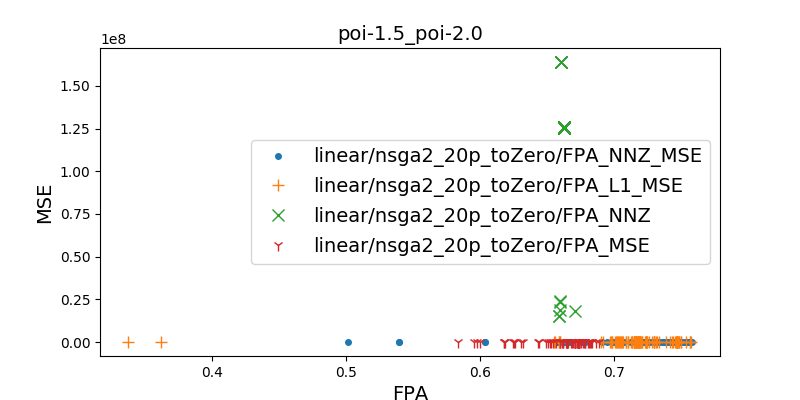 poi-1.5_poi-2.0
1e8
1.50
1.25
1.00
0.75
0.50
0.25
0.00
MSE
linear/nsga2_20p_toZero/FPA_NNZ_MSE
linear/nsga2_20p_toZero/FPA_L1_MSE
linear/nsga2_20p_toZero/FPA_NNZ
linear/nsga2_20p_toZero/FPA_MSE
0.4 0.5 0.6 0.7
FPA